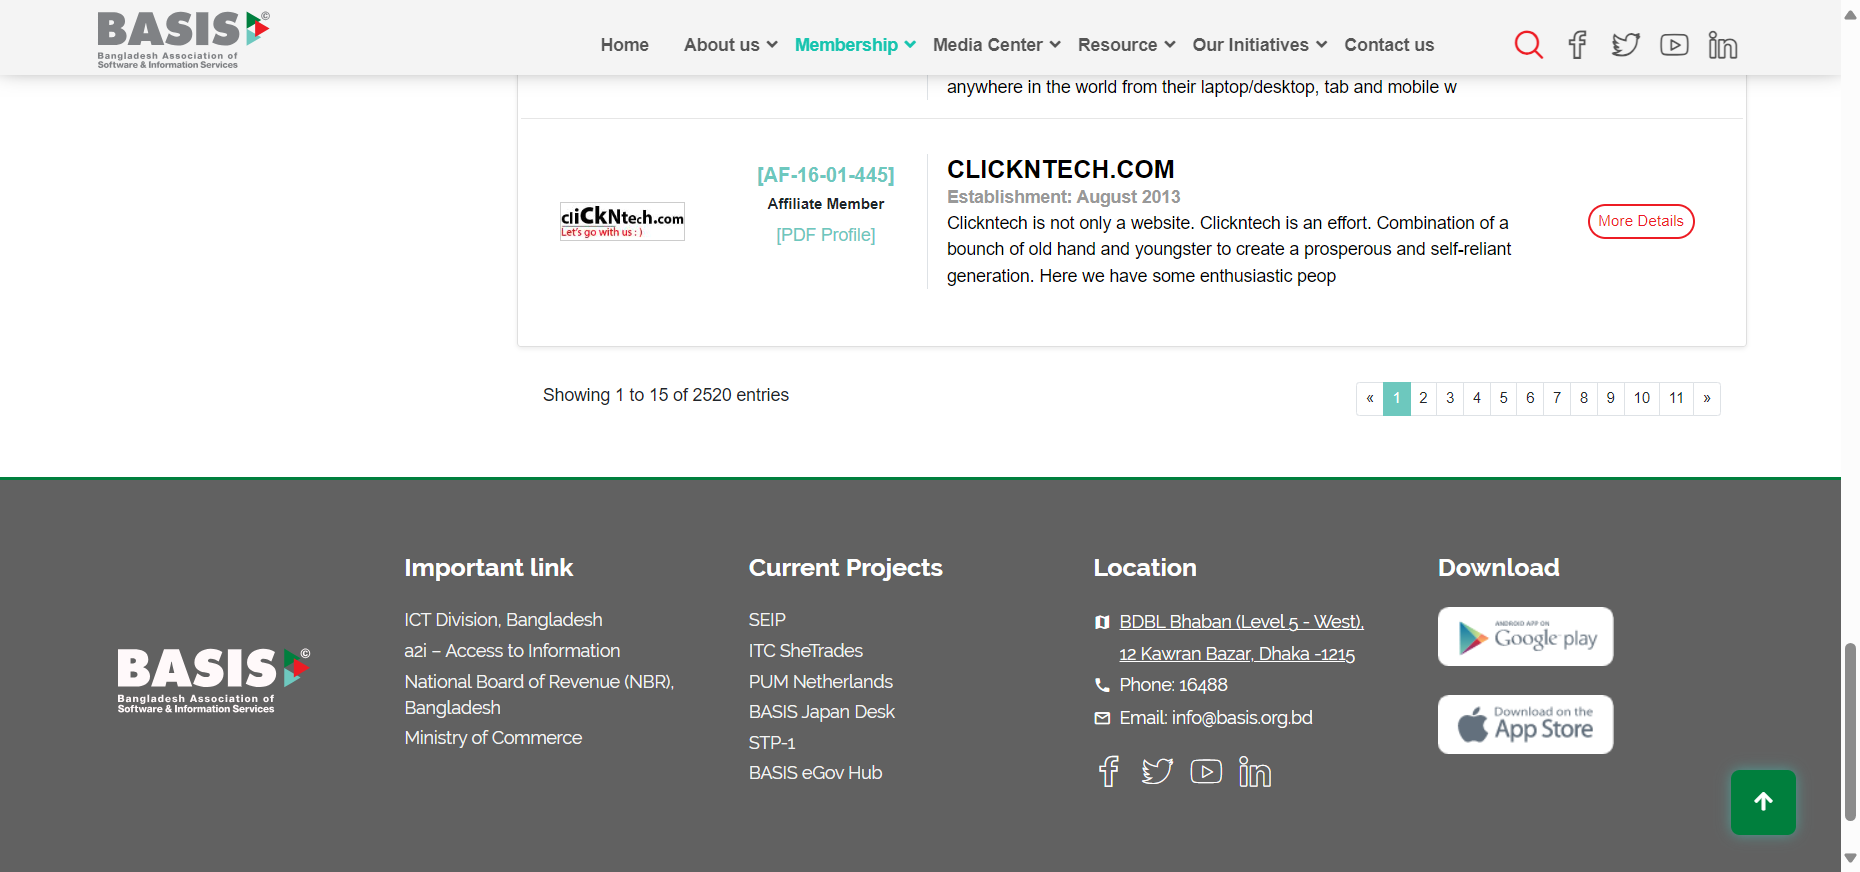 BASIS ©
Bangladesh Association of
Software & Information Services
Home About us Membership Media Center Resource Our Initiatives Contact us
anywhere in the world from their laptop/desktop, tab and mobile w
cliCkNtech.com
Let's go with us : )
[AF-16-01-445]
Affiliate Member
[PDF Profile]
CLICKNTECH.COM
Establishment: August 2013
Clickntech is not only a website. Clickntech is an effort. Combination of a
bounch of old hand and youngster to create a prosperous and self-reliant
generation. Here we have some enthusiastic peop
More Details
Showing 1 to 15 of 2520 entries
« 1 2 3 4 5 6 7 8 9 10 11 »
BASIS ©
Bangladesh Association of
Software & Information Services
Important link
ICT Division, Bangladesh
a2i – Access to Information
National Board of Revenue (NBR),
Bangladesh
Ministry of Commerce
Current Projects
SEIP
ITC SheTrades
PUM Netherlands
BASIS Japan Desk
STP-1
BASIS eGov Hub
Location
BDBL Bhaban (Level 5 - West),
12 Kawran Bazar, Dhaka -1215
Phone: 16488
Email: info@basis.org.bd
Download
ANDROID APP ON
Google play
Download on the
App Store